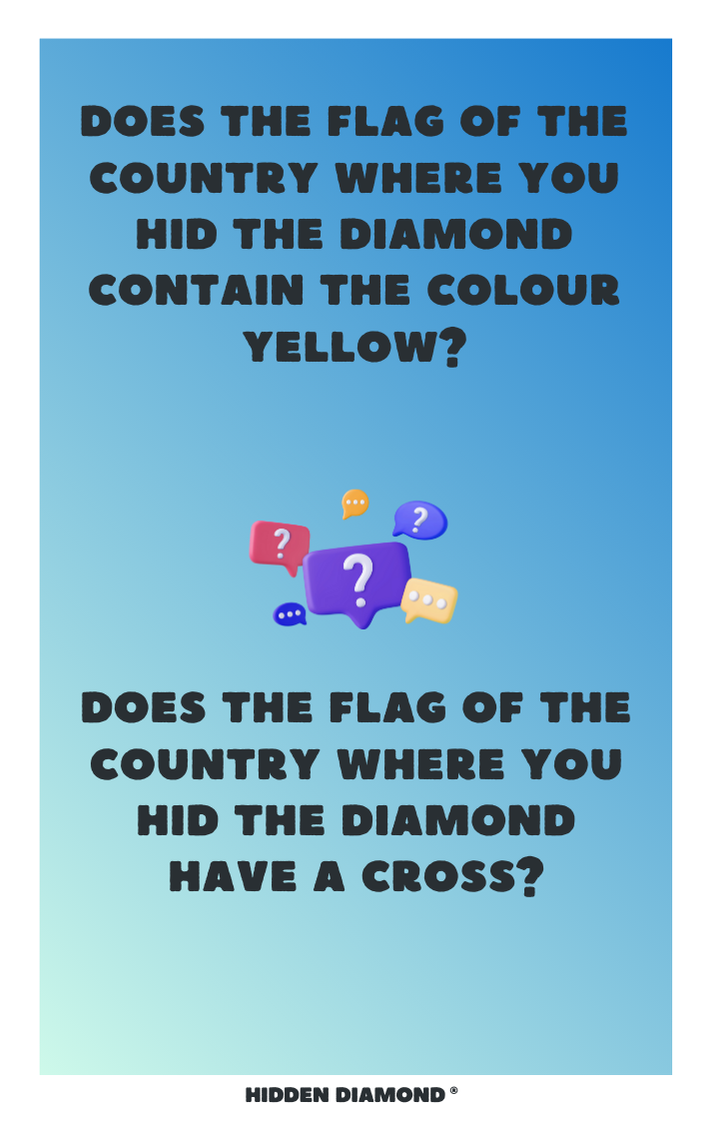 DOES THE FLAG OF THE
COUNTRY WHERE YOU
HID THE DIAMOND
CONTAIN THE COLOUR
YELLOW?
?
?
?
DOES THE FLAG OF THE
COUNTRY WHERE YOU
HID THE DIAMOND
HAVE A CROSS?
HIDDEN DIAMOND ®